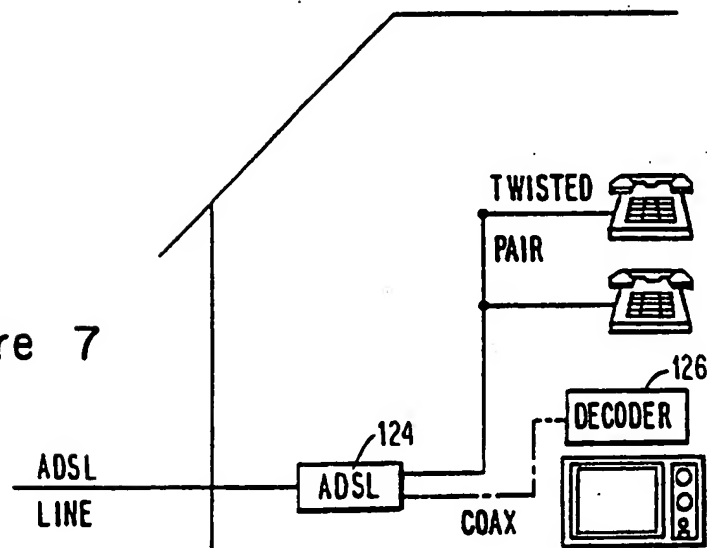 TWISTED
PAIR
re 7
126
DECODER
124
ADSL
ADSL
LINE
COAX